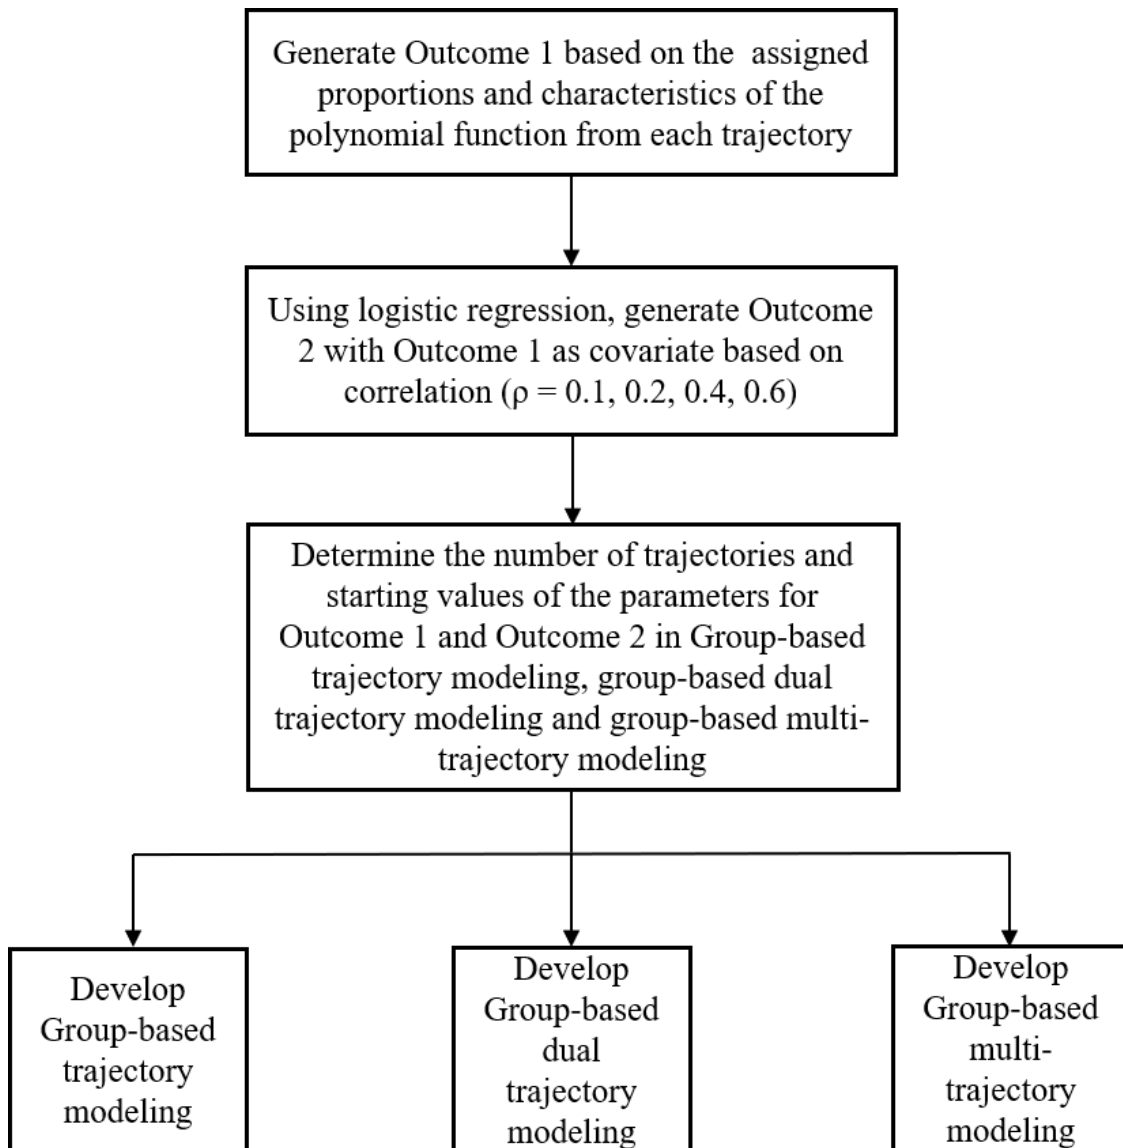 Generate Outcome 1 based on the assigned
proportions and characteristics of the
polynomial function from each trajectory
Using logistic regression, generate Outcome
2 with Outcome 1 as covariate based on
correlation (ρ = 0.1, 0.2, 0.4, 0.6)
Determine the number of trajectories and
starting values of the parameters for
Outcome 1 and Outcome 2 in Group-based
trajectory modeling, group-based dual
trajectory modeling and group-based multi-
trajectory modeling
Develop
Group-based
trajectory
modeling
Develop
Group-based
dual
trajectory
modeling
Develop
Group-based
multi-
trajectory
modeling